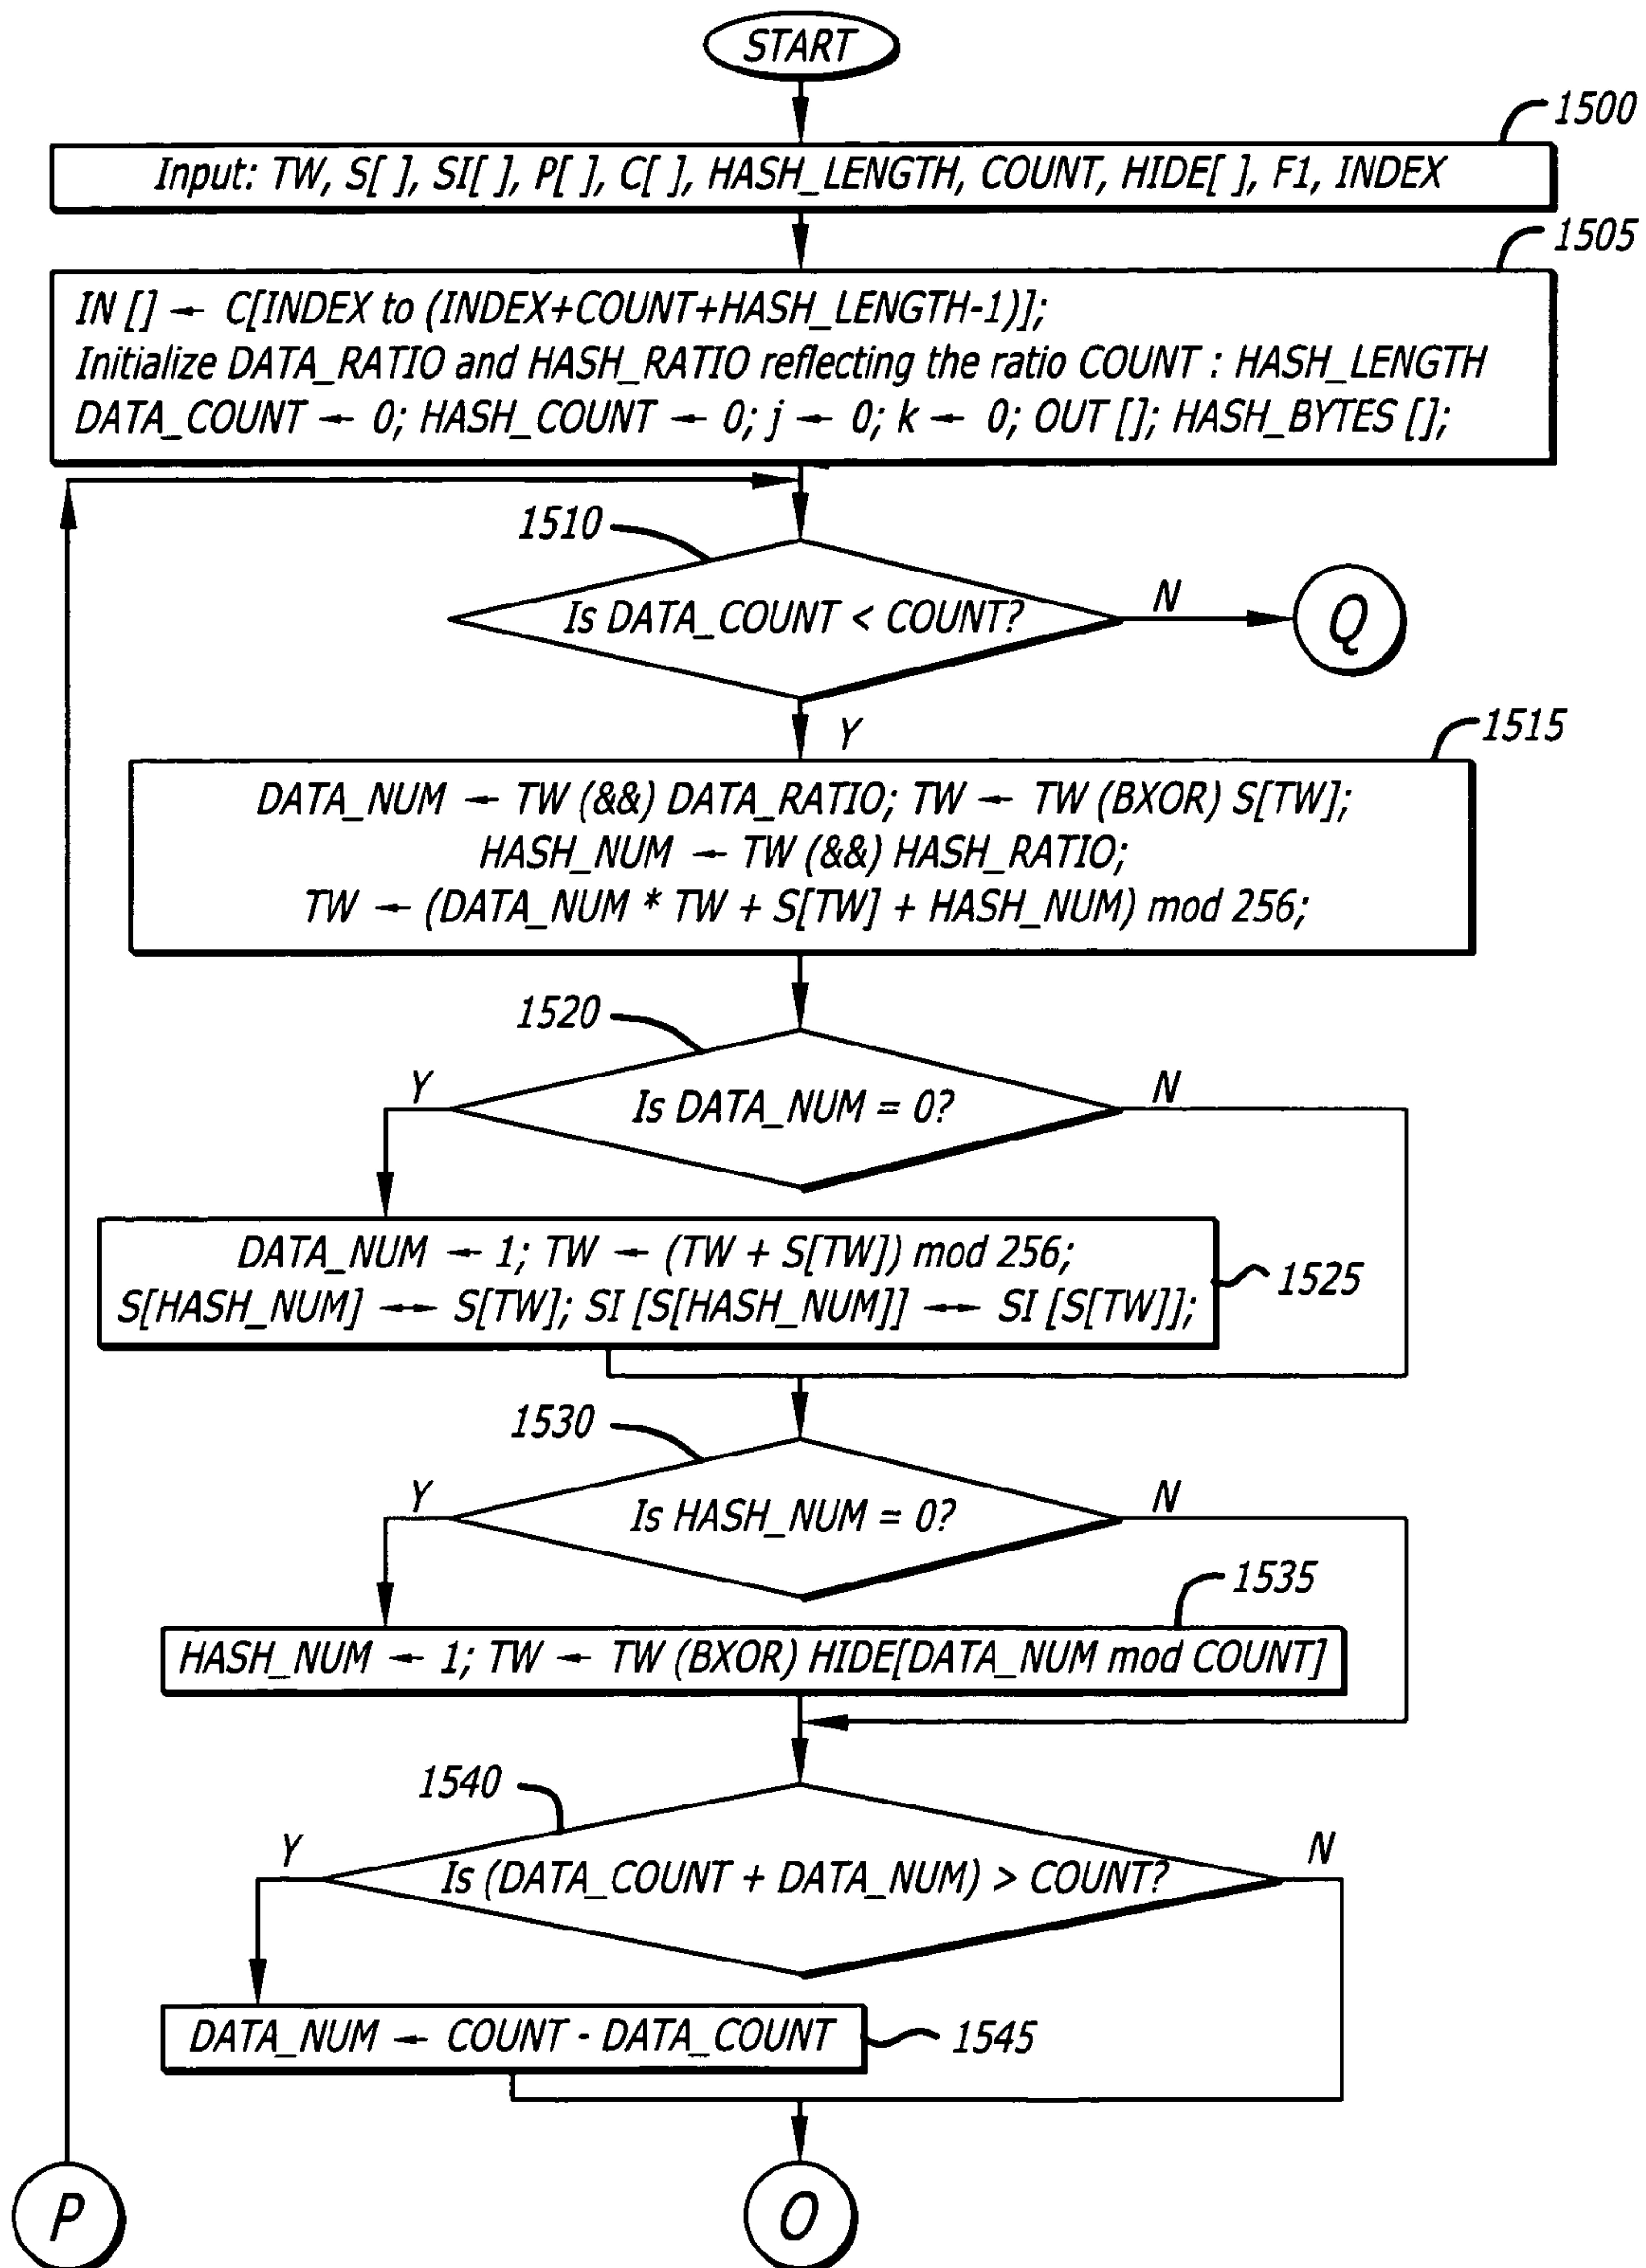 START
1500
Input: TW, S[ ], SI[ ], P[ ], C[ ], HASH_LENGTH, COUNT, HIDE[ ], F1, INDEX
1505
IN [] ← C[INDEX to (INDEX+COUNT+HASH_LENGTH-1)];
Initialize DATA_RATIO and HASH_RATIO reflecting the ratio COUNT : HASH_LENGTH
DATA_COUNT ← 0; HASH_COUNT ← 0; j ← 0; k ← 0; OUT []; HASH_BYTES [];
1510
Is DATA_COUNT < COUNT?
N
Q
Y
1515
DATA_NUM ← TW (&&) DATA_RATIO; TW ← TW (BXOR) S[TW];
HASH_NUM ← TW (&&) HASH_RATIO;
TW ← (DATA_NUM * TW + S[TW] + HASH_NUM) mod 256;
1520
Y
Is DATA_NUM = 0?
N
DATA_NUM ← 1; TW ← (TW + S[TW]) mod 256;
S[HASH_NUM] ↔ S[TW]; SI [S[HASH_NUM]] ↔ SI [S[TW]];
1525
1530
Y
Is HASH_NUM = 0?
N
1535
HASH_NUM ← 1; TW ← TW (BXOR) HIDE[DATA_NUM mod COUNT]
1540
Y
Is (DATA_COUNT + DATA_NUM) > COUNT?
N
DATA_NUM ← COUNT - DATA_COUNT
1545
P
O